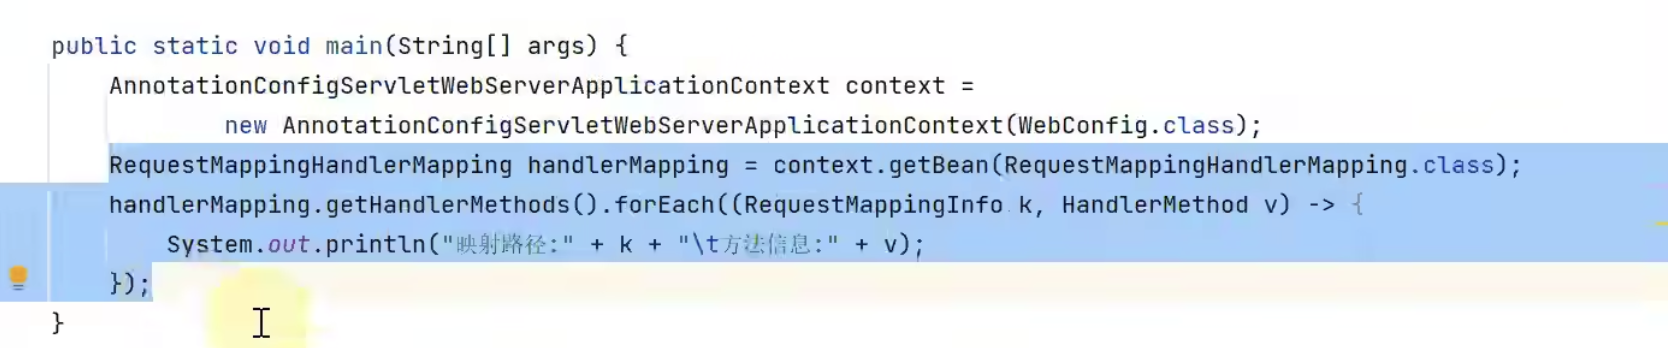 public static void main(String[] args) {
AnnotationConfigServletWebServerApplicationContext context =
new AnnotationConfigServletWebServerApplicationContext(WebConfig.class);
RequestMappingHandlerMapping handlerMapping = context.getBean(RequestMappingHandlerMapping.class);
handlerMapping.getHandlerMethods().forEach((RequestMappingInfo k, HandlerMethod v) -> {
System.out.println("映射路径:" + k + "\t方法信息:" + v);
});
}